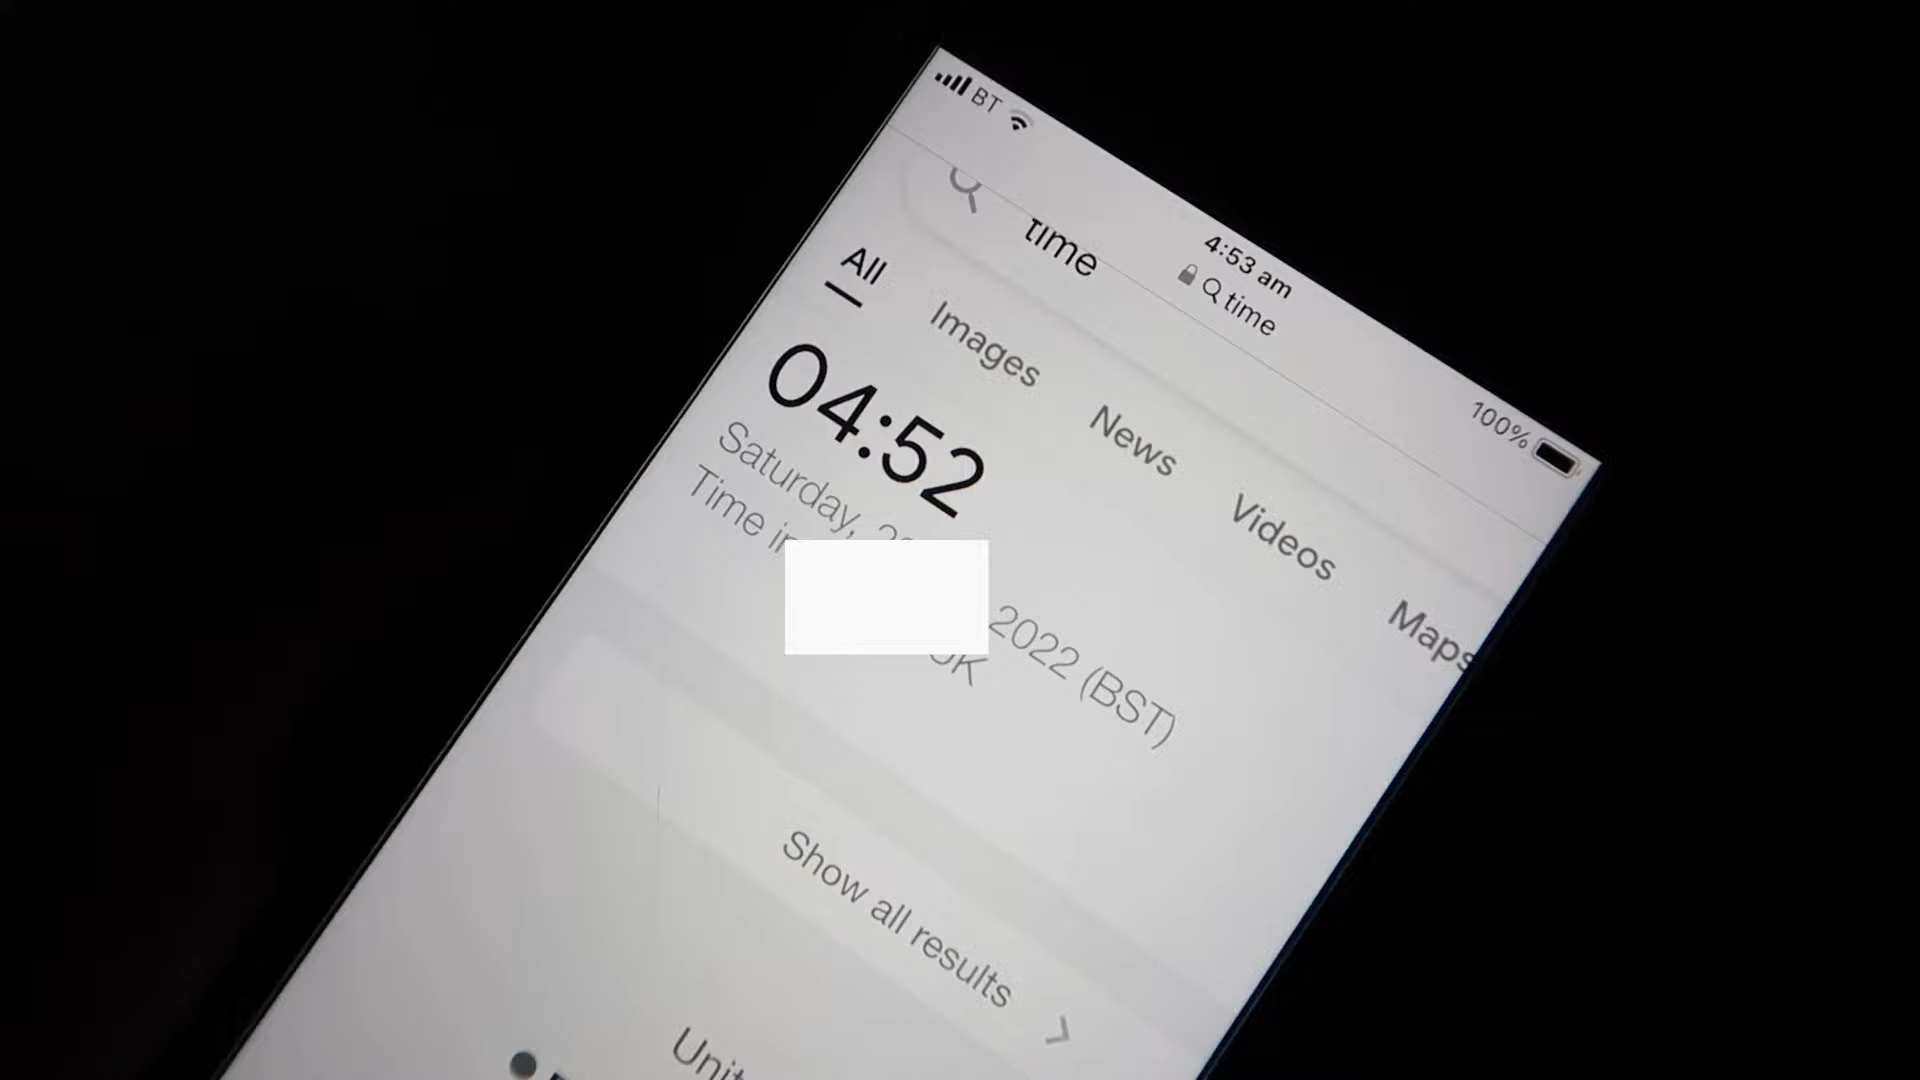 BT
4:53 am
time
100%
time
All Images News Videos Maps
04:52
Saturday, 2022 (BST)
Time in UK
Show all results